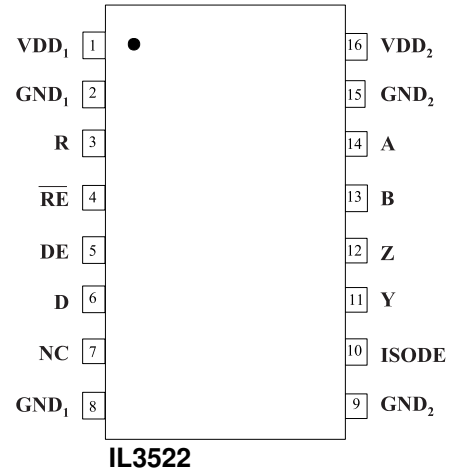 VDD₁ 1 16 VDD₂
GND₁ 2 15 GND₂
R 3 14 A
R̅E̅ 4 13 B
DE 5 12 Z
D 6 11 Y
NC 7 10 ISODE
GND₁ 8 9 GND₂
IL3522